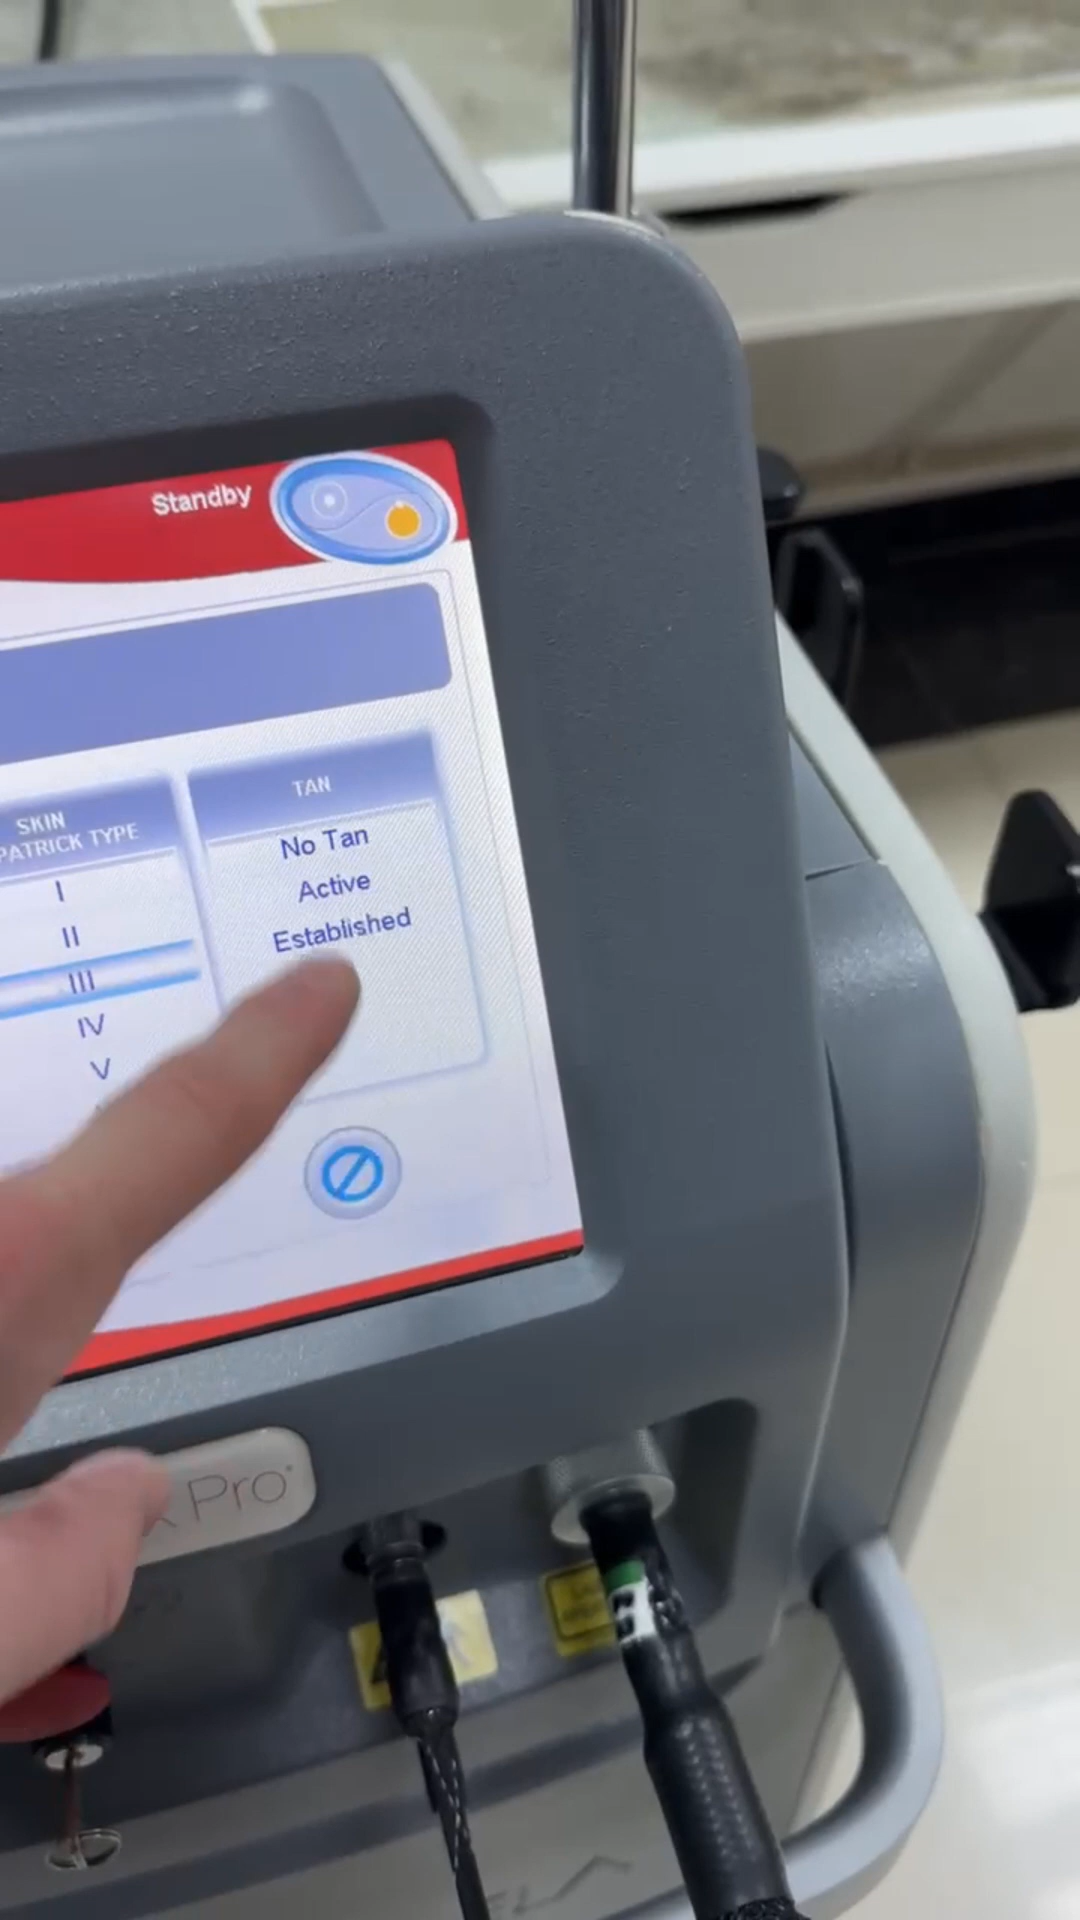 Standby
SKIN
PATRICK TYPE
I
II
III
IV
V
TAN
No Tan
Active
Established
Pro